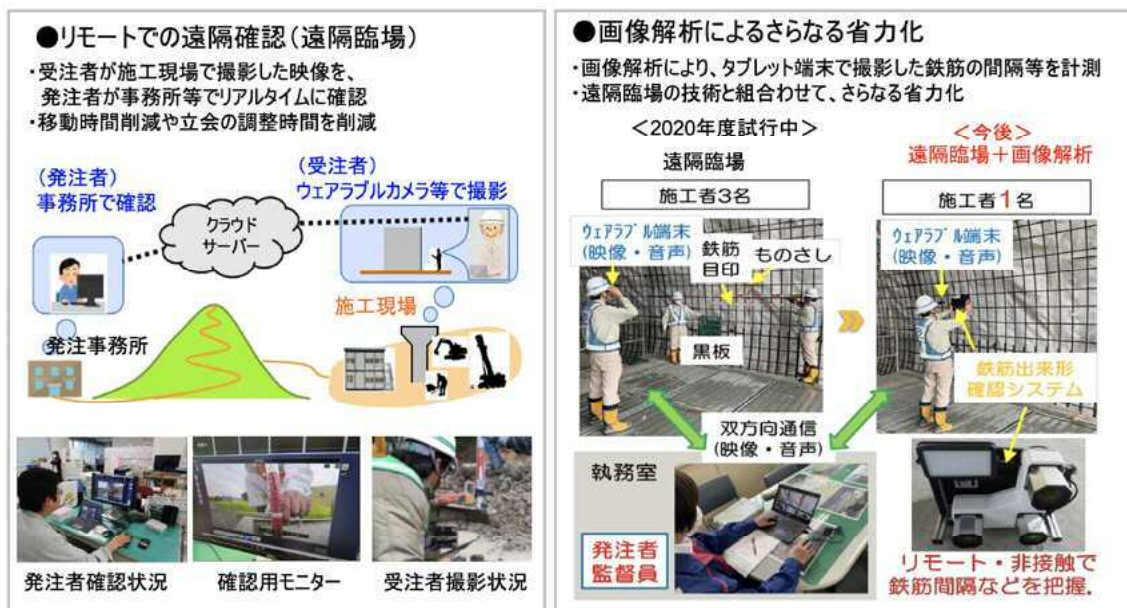 ●リモートでの遠隔確認(遠隔臨場)
・受注者が施工現場で撮影した映像を、
発注者が事務所等でリアルタイムに確認
・移動時間削減や立会の調整時間を削減
(発注者)
事務所で確認
(受注者)
ウェアラブルカメラ等で撮影
クラウド
サーバー
発注事務所
施工現場
発注者確認状況
確認用モニター
受注者撮影状況
●画像解析によるさらなる省力化
・画像解析により、タブレット端末で撮影した鉄筋の間隔等を計測
・遠隔臨場の技術と組合わせて、さらなる省力化
<2020年度試行中>
遠隔臨場
施工者3名
ウェアラブル端末
(映像・音声)
鉄筋
目印
ものさし
黒板
<今後>
遠隔臨場+画像解析
施工者1名
ウェアラブル端末
(映像・音声)
鉄筋出来形
確認システム
双方向通信
(映像・音声)
執務室
発注者
監督員
リモート・非接触で
鉄筋間隔などを把握.